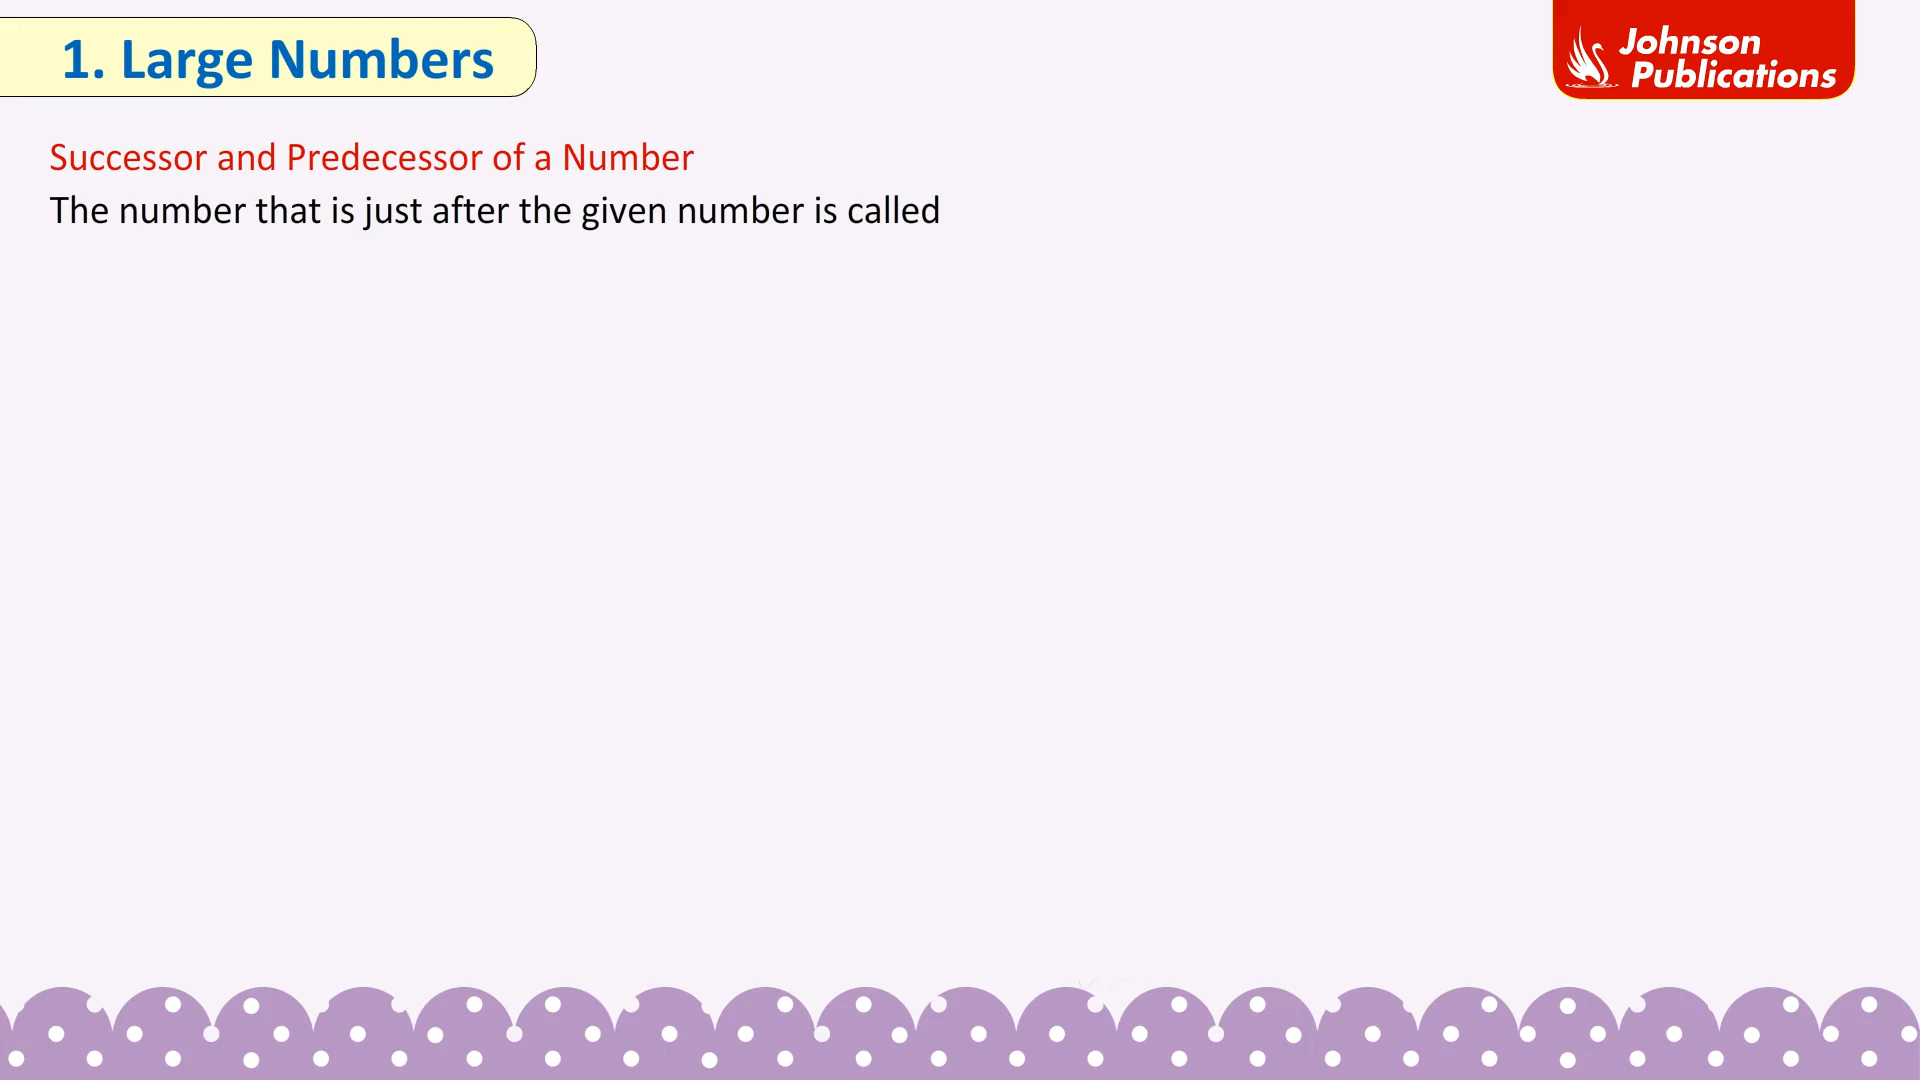 1. Large Numbers
Johnson
Publications
Successor and Predecessor of a Number
The number that is just after the given number is called